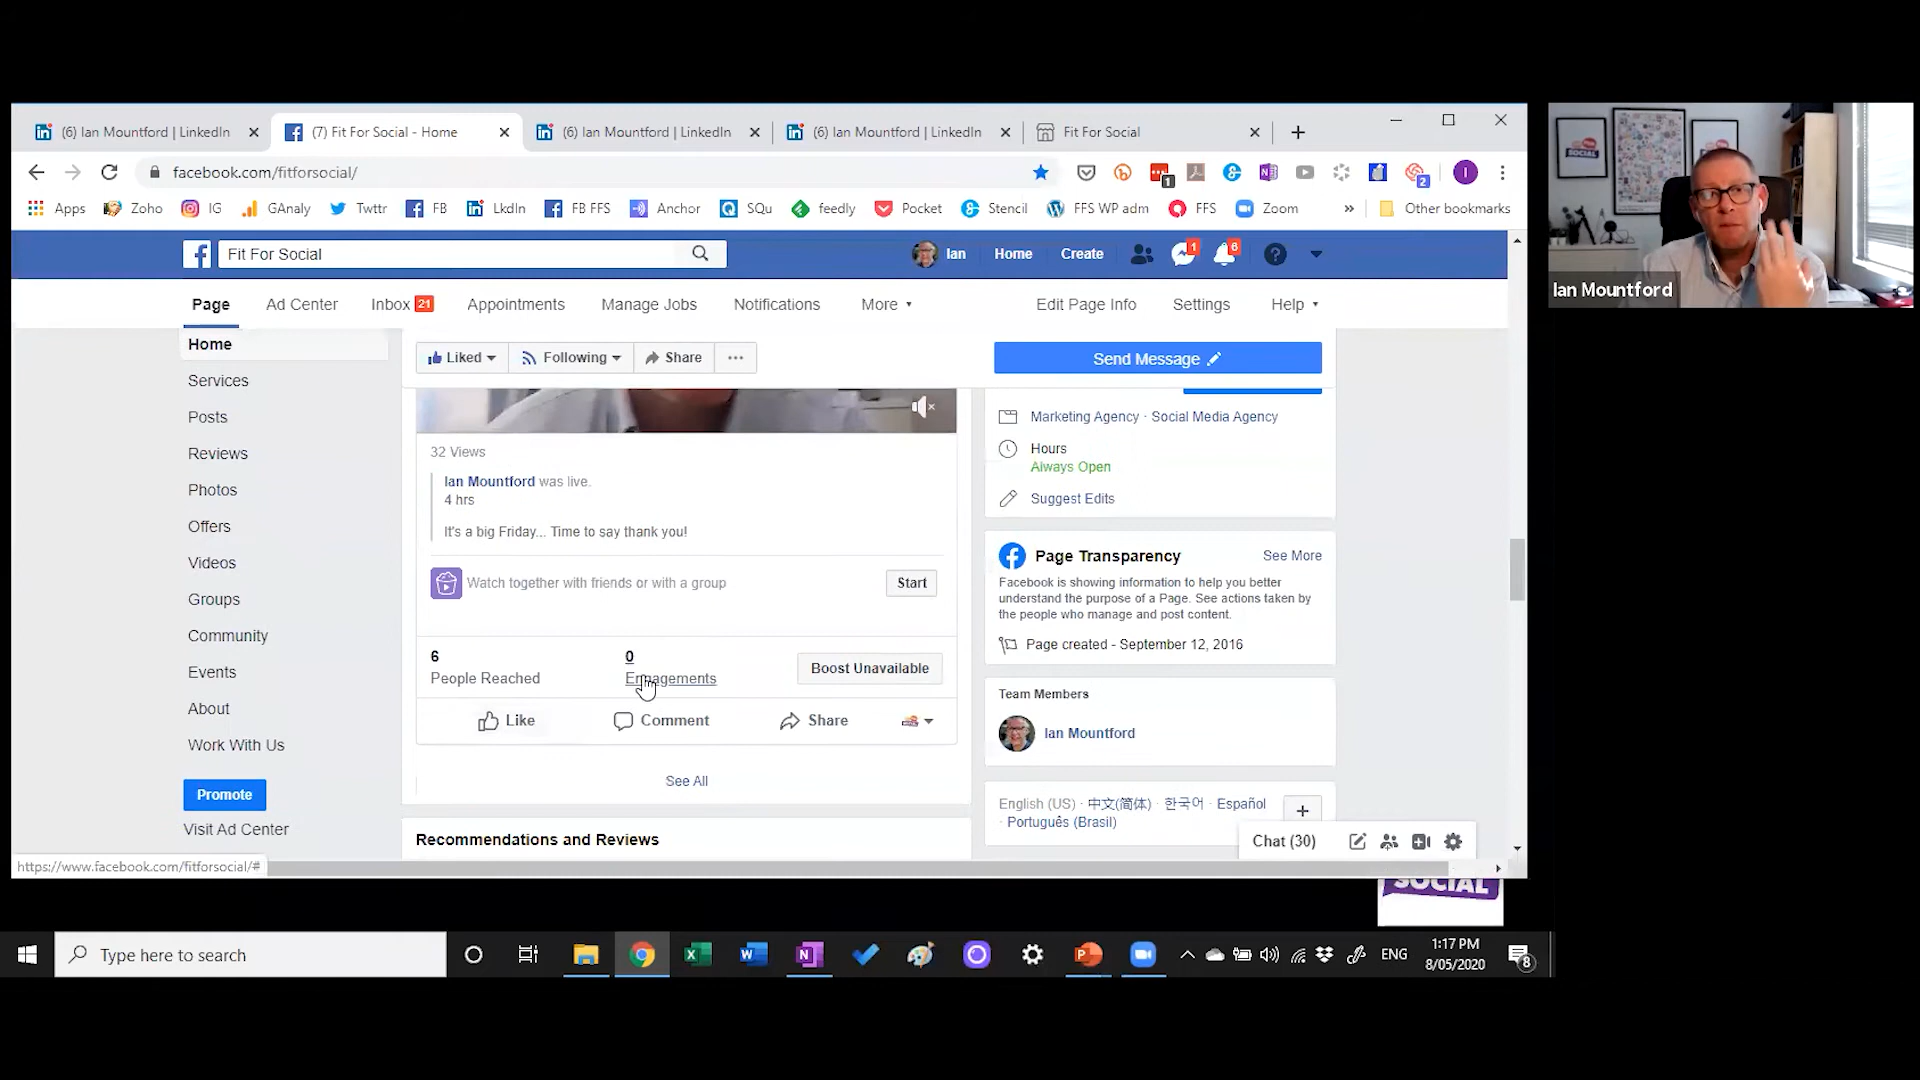 (6) Ian Mountford | LinkedIn
(7) Fit For Social - Home
(6) Ian Mountford | LinkedIn
(6) Ian Mountford | LinkedIn
Fit For Social
facebook.com/fitforsocial/
1
2
I
Apps
Zoho
IG
GAnaly
Twttr
FB
LkdIn
FB FFS
Anchor
SQu
feedly
Pocket
Stencil
FFS WP adm
FFS
Zoom
»
Other bookmarks
Fit For Social
Ian
Home
Create
1
6
Page
Ad Center
Inbox 21
Appointments
Manage Jobs
Notifications
More
Edit Page Info
Settings
Help
Home
Services
Posts
Reviews
Photos
Offers
Videos
Groups
Community
Events
About
Work With Us
Promote
Visit Ad Center
Liked
Following
Share
Send Message
32 Views
Ian Mountford was live.
4 hrs
It's a big Friday... Time to say thank you!
Watch together with friends or with a group
Start
6
People Reached
0
Engagements
Boost Unavailable
Like
Comment
Share
See All
Recommendations and Reviews
Marketing Agency · Social Media Agency
Hours
Always Open
Suggest Edits
Page Transparency
See More
Facebook is showing information to help you better
understand the purpose of a Page. See actions taken by
the people who manage and post content.
Page created - September 12, 2016
Team Members
Ian Mountford
English (US) · 中文(简体) · 한국어 · Español
· Português (Brasil)
Chat (30)
https://www.facebook.com/fitforsocial/#
SOCIAL
Type here to search
ENG
1:17 PM
8/05/2020
8
SOCIAL
Ian Mountford